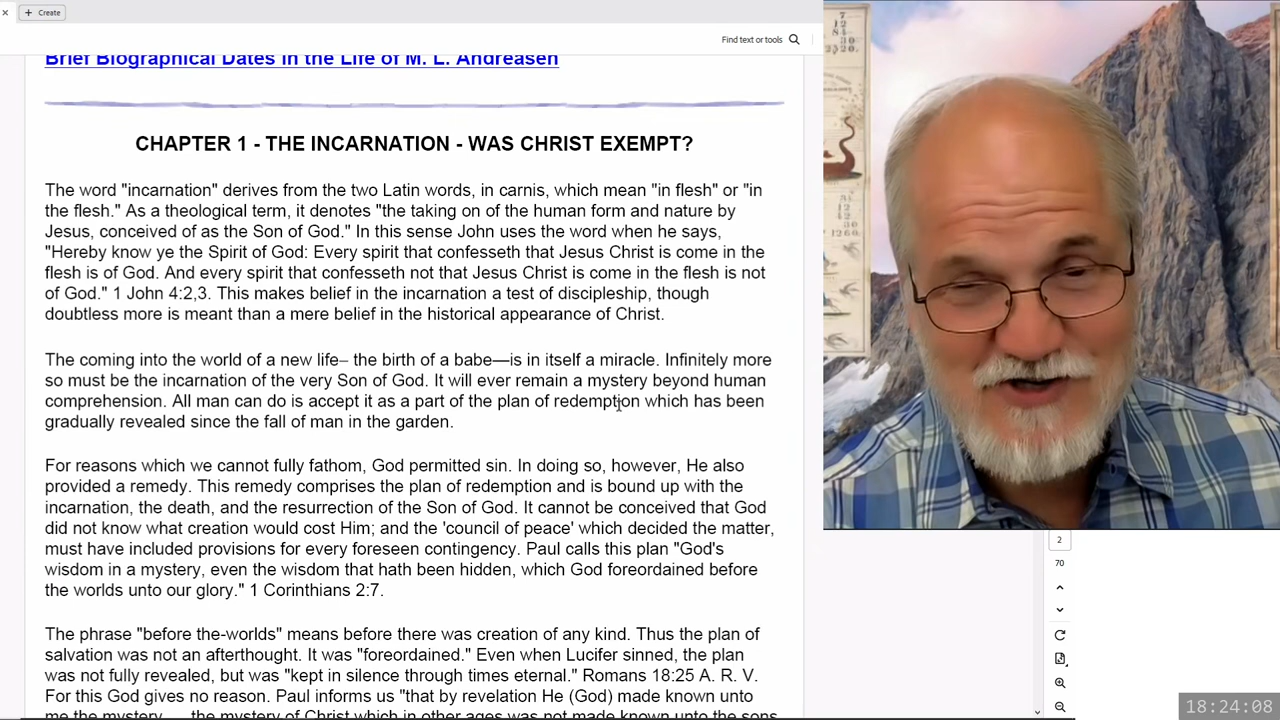 Create
Find text or tools
Brief Biographical Dates in the Life of M. L. Andreasen
CHAPTER 1 - THE INCARNATION - WAS CHRIST EXEMPT?
The word "incarnation" derives from the two Latin words, in carnis, which mean "in flesh" or "in
the flesh." As a theological term, it denotes "the taking on of the human form and nature by
Jesus, conceived of as the Son of God." In this sense John uses the word when he says,
"Hereby know ye the Spirit of God: Every spirit that confesseth that Jesus Christ is come in the
flesh is of God. And every spirit that confesseth not that Jesus Christ is come in the flesh is not
of God." 1 John 4:2,3. This makes belief in the incarnation a test of discipleship, though
doubtless more is meant than a mere belief in the historical appearance of Christ.
The coming into the world of a new life– the birth of a babe—is in itself a miracle. Infinitely more
so must be the incarnation of the very Son of God. It will ever remain a mystery beyond human
comprehension. All man can do is accept it as a part of the plan of redemption which has been
gradually revealed since the fall of man in the garden.
For reasons which we cannot fully fathom, God permitted sin. In doing so, however, He also
provided a remedy. This remedy comprises the plan of redemption and is bound up with the
incarnation, the death, and the resurrection of the Son of God. It cannot be conceived that God
did not know what creation would cost Him; and the 'council of peace' which decided the matter,
must have included provisions for every foreseen contingency. Paul calls this plan "God's
wisdom in a mystery, even the wisdom that hath been hidden, which God foreordained before
the worlds unto our glory." 1 Corinthians 2:7.
The phrase "before the-worlds" means before there was creation of any kind. Thus the plan of
salvation was not an afterthought. It was "foreordained." Even when Lucifer sinned, the plan
was not fully revealed, but was "kept in silence through times eternal." Romans 18:25 A. R. V.
For this God gives no reason. Paul informs us "that by revelation He (God) made known unto
me the mystery ... the mystery of Christ which in other ages was not made known unto the sons
2
70
18:24:08